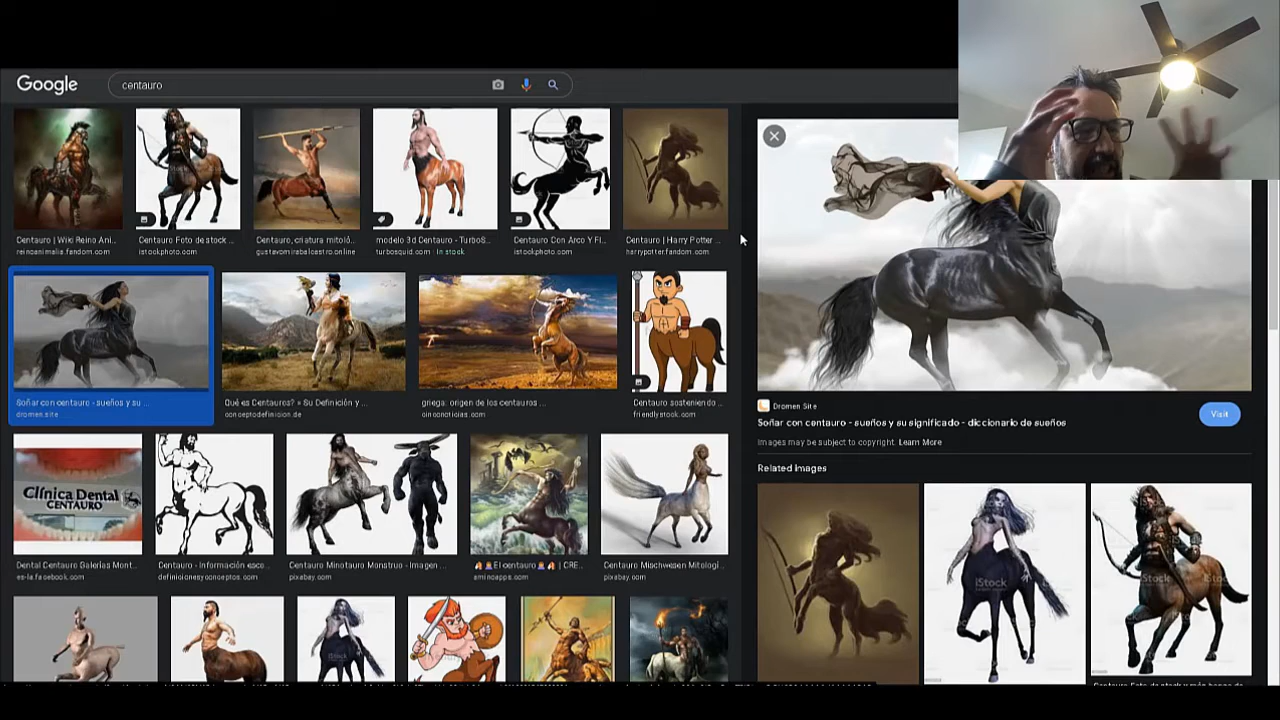 Google
centauro
Centauro | Wiki Reino Ani...
reinoanimalia.fandom.com
Centauro Foto de stock ...
istockphoto.com
Centauro, criatura mitoló...
gustavomirabalcastro.online
modelo 3d Centauro - TurboS...
turbosquid.com · In stock
Centauro Con Arco Y Fl...
istockphoto.com
Centauro | Harry Potter ...
harrypotter.fandom.com
Soñar con centauro - sueños y su ...
dromen.site
Qué es Centauros? » Su Definición y ...
conceptodefinicion.de
griega: origen de los centauros ...
Centauro sosteniendo ...
friendlystock.com
Clínica Dental
CENTAURO
Dental Centauro Galerías Mont...
es-la.facebook.com
Centauro - Información esco...
definicionesyconceptos.com
Centauro Minotauro Monstruo - Imagen ...
pixabay.com
El centauro | CRE...
aminoapps.com
Centauro Mischwesen Mitologi...
pixabay.com
Dromen Site
Visit
Soñar con centauro - sueños y su significado - diccionario de sueños
Images may be subject to copyright. Learn More
Related images
iStock
iStock